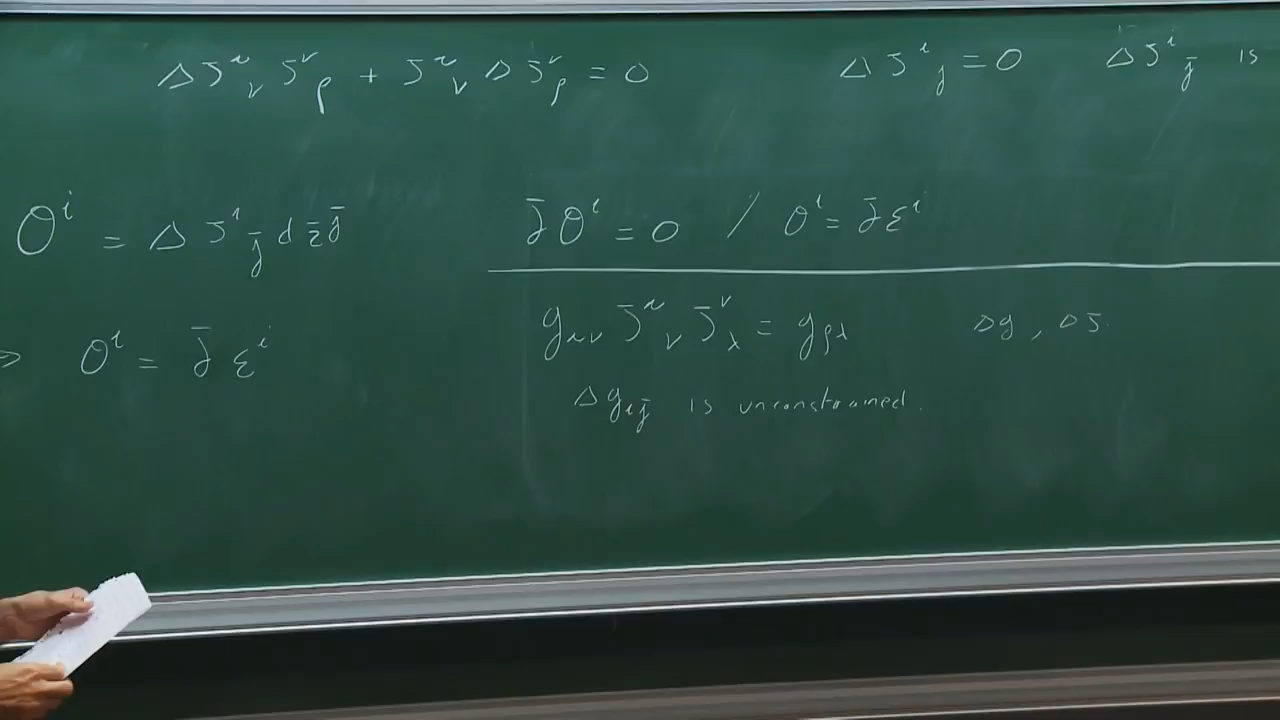 Δ J^μ_ν J^ν_ρ + J^μ_ν Δ J^ν_ρ = 0    Δ J^i_j = 0    Δ J^i_j̄ is
θ^i = Δ J^i_j̄ d z̄^j̄    ∂̄ θ^i = 0 / θ^i = ∂̄ ε^i
g_μν J^μ_ν J^ν_λ = g_ρλ    Δg , ΔJ.
⇒ θ^i = ∂̄ ε^i
Δ g_ij̄ is unconstrained.